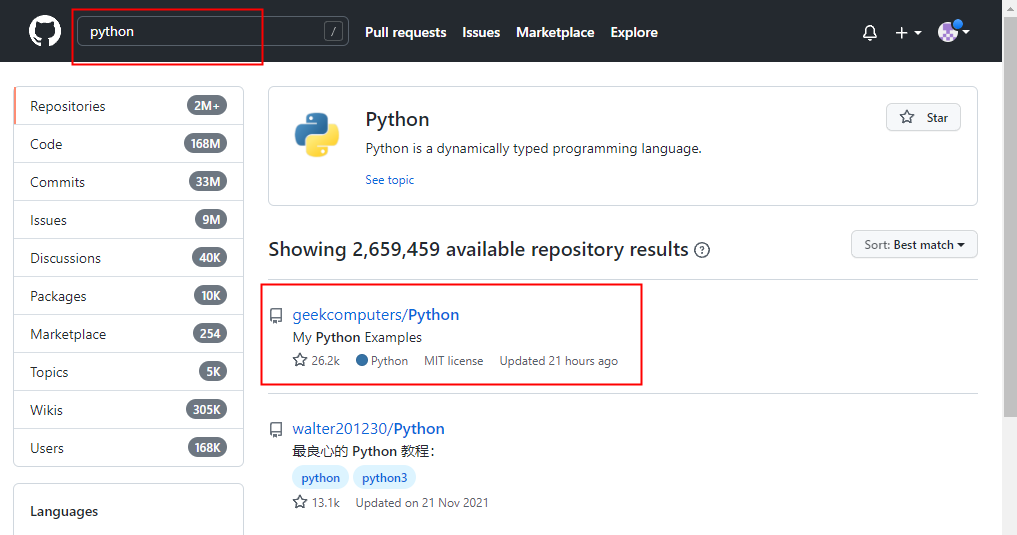 python / Pull requests Issues Marketplace Explore
Repositories 2M+
Code 168M
Commits 33M
Issues 9M
Discussions 40K
Packages 10K
Marketplace 254
Topics 5K
Wikis 305K
Users 168K
Languages
Python
Star
Python is a dynamically typed programming language.
See topic
Showing 2,659,459 available repository results ?
Sort: Best match
geekcomputers/Python
My Python Examples
26.2k Python MIT license Updated 21 hours ago
walter201230/Python
最良心的 Python 教程：
python python3
13.1k Updated on 21 Nov 2021